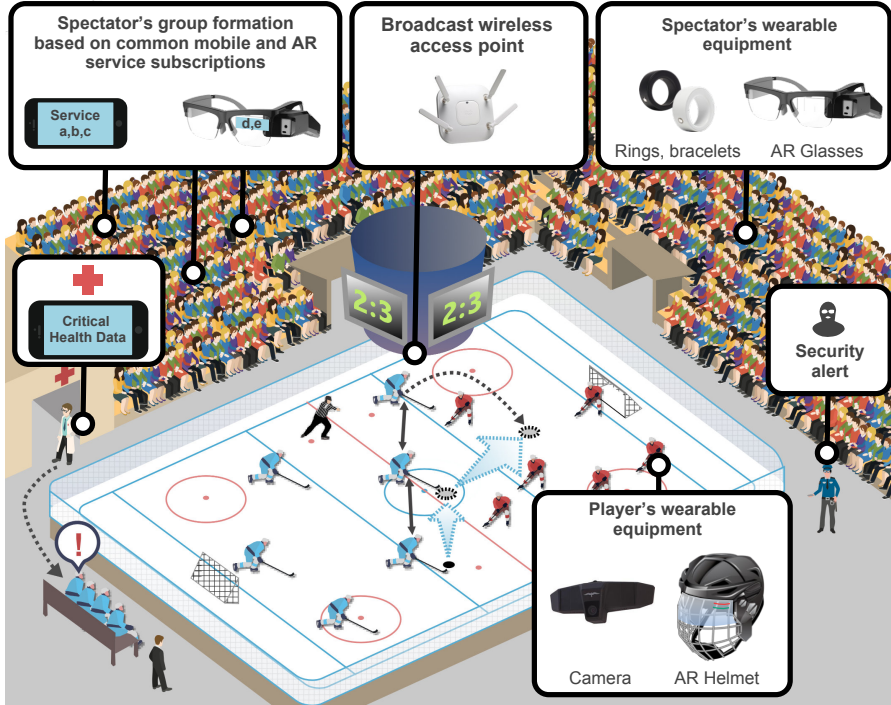 Spectator's group formation
based on common mobile and AR
service subscriptions
Service
a,b,c
d,e
Broadcast wireless
access point
Spectator's wearable
equipment
Rings, bracelets
AR Glasses
Critical
Health Data
2:3
2:3
Security
alert
!
Player's wearable
equipment
Camera
AR Helmet